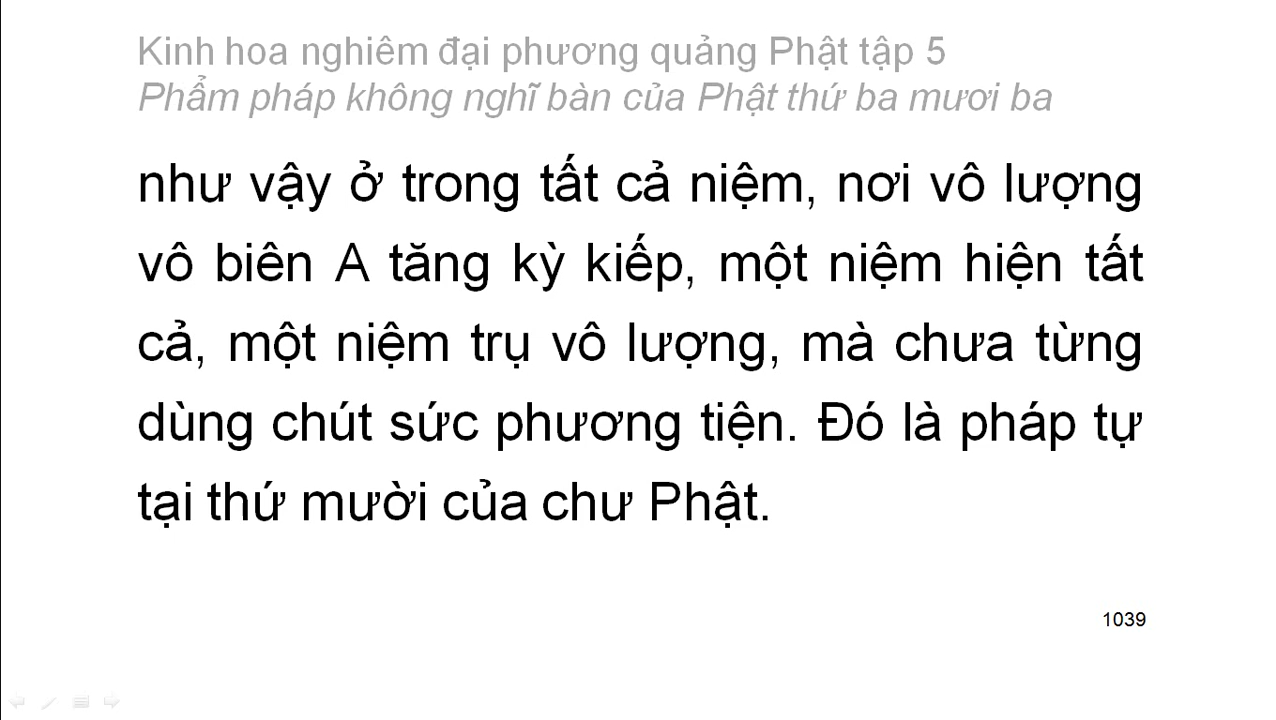 Kinh hoa nghiêm đại phương quảng Phật tập 5
Phẩm pháp không nghĩ bàn của Phật thứ ba mươi ba
như vậy ở trong tất cả niệm, nơi vô lượng
vô biên A tăng kỳ kiếp, một niệm hiện tất
cả, một niệm trụ vô lượng, mà chưa từng
dùng chút sức phương tiện. Đó là pháp tự
tại thứ mười của chư Phật.
1039